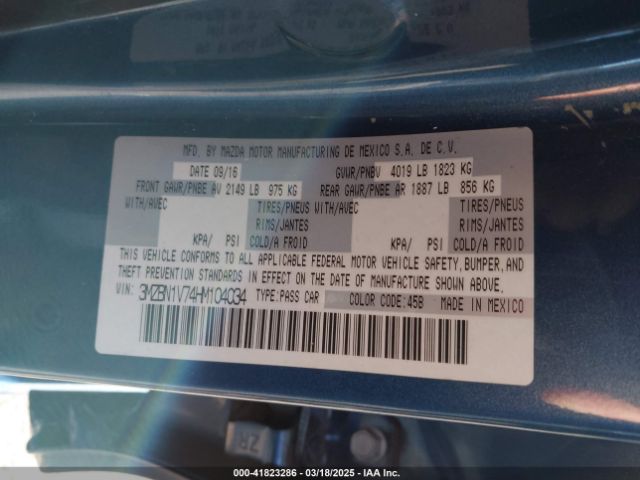 MFD. BY MAZDA MOTOR MANUFACTURING DE MEXICO S.A. DE C.V.
DATE 08/16 GVWR/PNBV 4019 LB 1823 KG
FRONT GAWR/PNBE AV 2149 LB 975 KG REAR GAWR/PNBE AR 1887 LB 856 KG
WITH/AVEC TIRES/PNEUS WITH/AVEC TIRES/PNEUS
RIMS/JANTES RIMS/JANTES
KPA/ PSI COLD/A FROID KPA/ PSI COLD/A FROID
THIS VEHICLE CONFORMS TO ALL APPLICABLE FEDERAL MOTOR VEHICLE SAFETY, BUMPER, AND
THEFT PREVENTION STANDARDS IN EFFECT ON THE DATE OF MANUFACTURE SHOWN ABOVE.
VIN: 3MZBN1V74HM104034 TYPE:PASS CAR COLOR CODE:45B MADE IN MEXICO
ZR
000-41823286 - 03/18/2025 - IAA Inc.